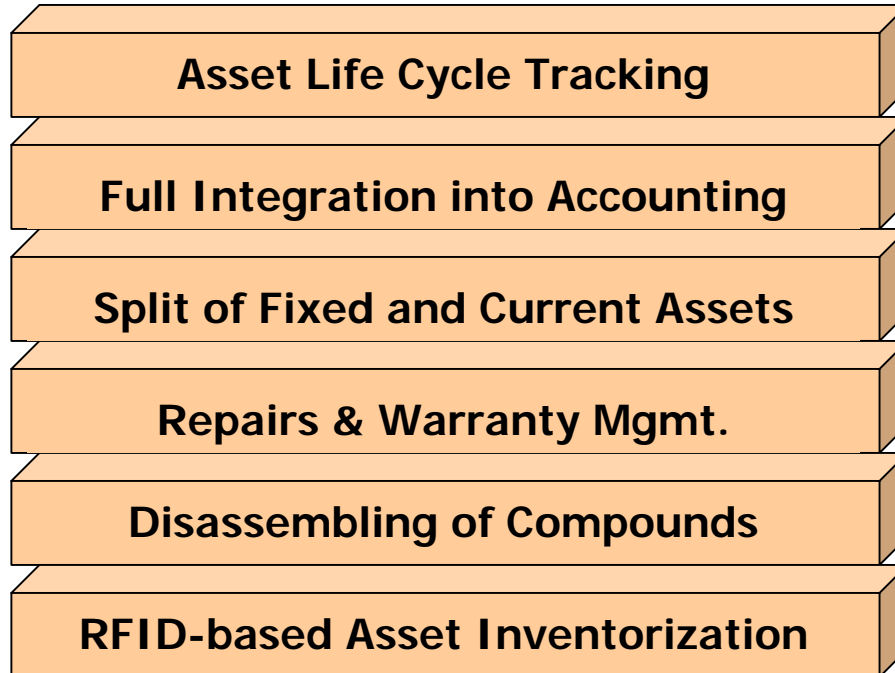 Asset Life Cycle Tracking
Full Integration into Accounting
Split of Fixed and Current Assets
Repairs & Warranty Mgmt.
Disassembling of Compounds
RFID-based Asset Inventorization